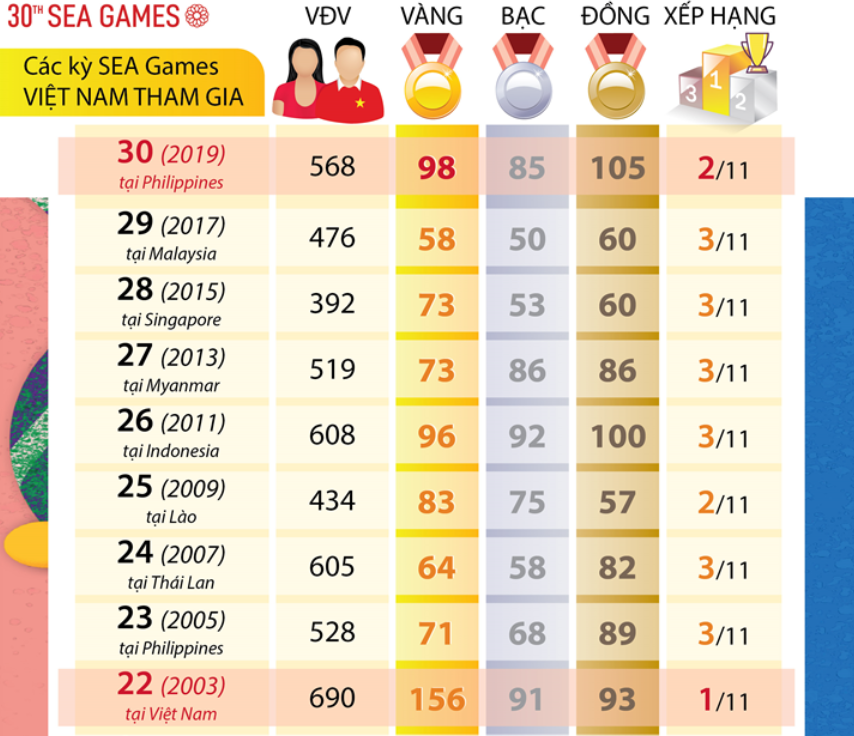 30TH SEA GAMES
Các kỳ SEA Games
VIỆT NAM THAM GIA
VĐV VÀNG BẠC ĐỒNG XẾP HẠNG
3 1 2
30 (2019) 568 98 85 105 2/11
tại Philippines
29 (2017) 476 58 50 60 3/11
tại Malaysia
28 (2015) 392 73 53 60 3/11
tại Singapore
27 (2013) 519 73 86 86 3/11
tại Myanmar
26 (2011) 608 96 92 100 3/11
tại Indonesia
25 (2009) 434 83 75 57 2/11
tại Lào
24 (2007) 605 64 58 82 3/11
tại Thái Lan
23 (2005) 528 71 68 89 3/11
tại Philippines
22 (2003) 690 156 91 93 1/11
tại Việt Nam